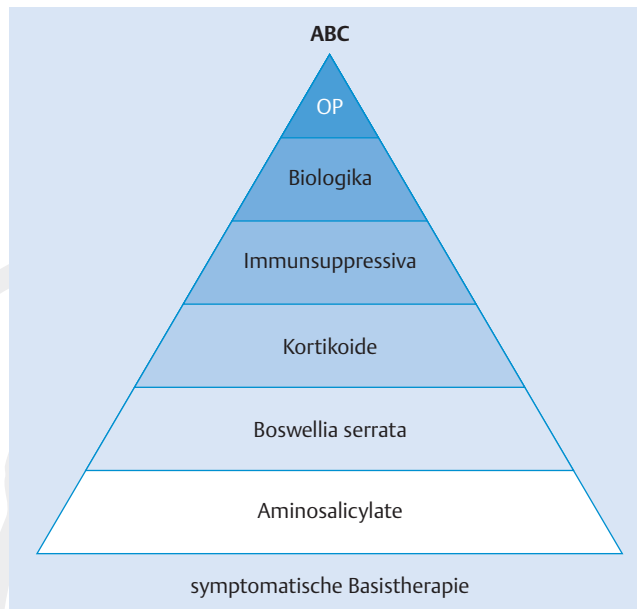 ABC
OP
Biologika
Immunsuppressiva
Kortikoide
Boswellia serrata
Aminosalicylate
symptomatische Basistherapie